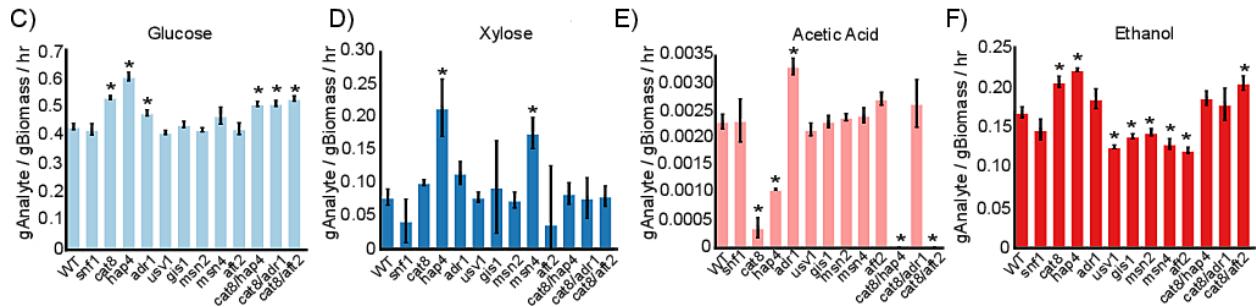 C)
Glucose
gAnalyte / gBiomass / hr
0.7
0.6
0.5
0.4
0.3
0.2
0.1
0
* * * * * *
WT snf1 cat8 hap4 adr1 usv1 gis1 msn2 msn4 aft2 cat8/hap4 cat8/adr1 cat8/aft2
D)
Xylose
gAnalyte / gBiomass / hr
0.30
0.25
0.20
0.15
0.10
0.05
0
* *
WT snf1 cat8 hap4 adr1 usv1 gis1 msn2 msn4 aft2 cat8/hap4 cat8/adr1 cat8/aft2
E)
Acetic Acid
gAnalyte / gBiomass / hr
0.0035
0.0030
0.0025
0.0020
0.0015
0.0010
0.0005
0.000
* * * * *
WT snf1 cat8 hap4 adr1 usv1 gis1 msn2 msn4 aft2 cat8/hap4 cat8/adr1 cat8/aft2
F)
Ethanol
gAnalyte / gBiomass / hr
0.25
0.20
0.15
0.10
0.05
0
* * * * * * * *
WT snf1 cat8 hap4 adr1 usv1 gis1 msn2 msn4 aft2 cat8/hap4 cat8/adr1 cat8/aft2